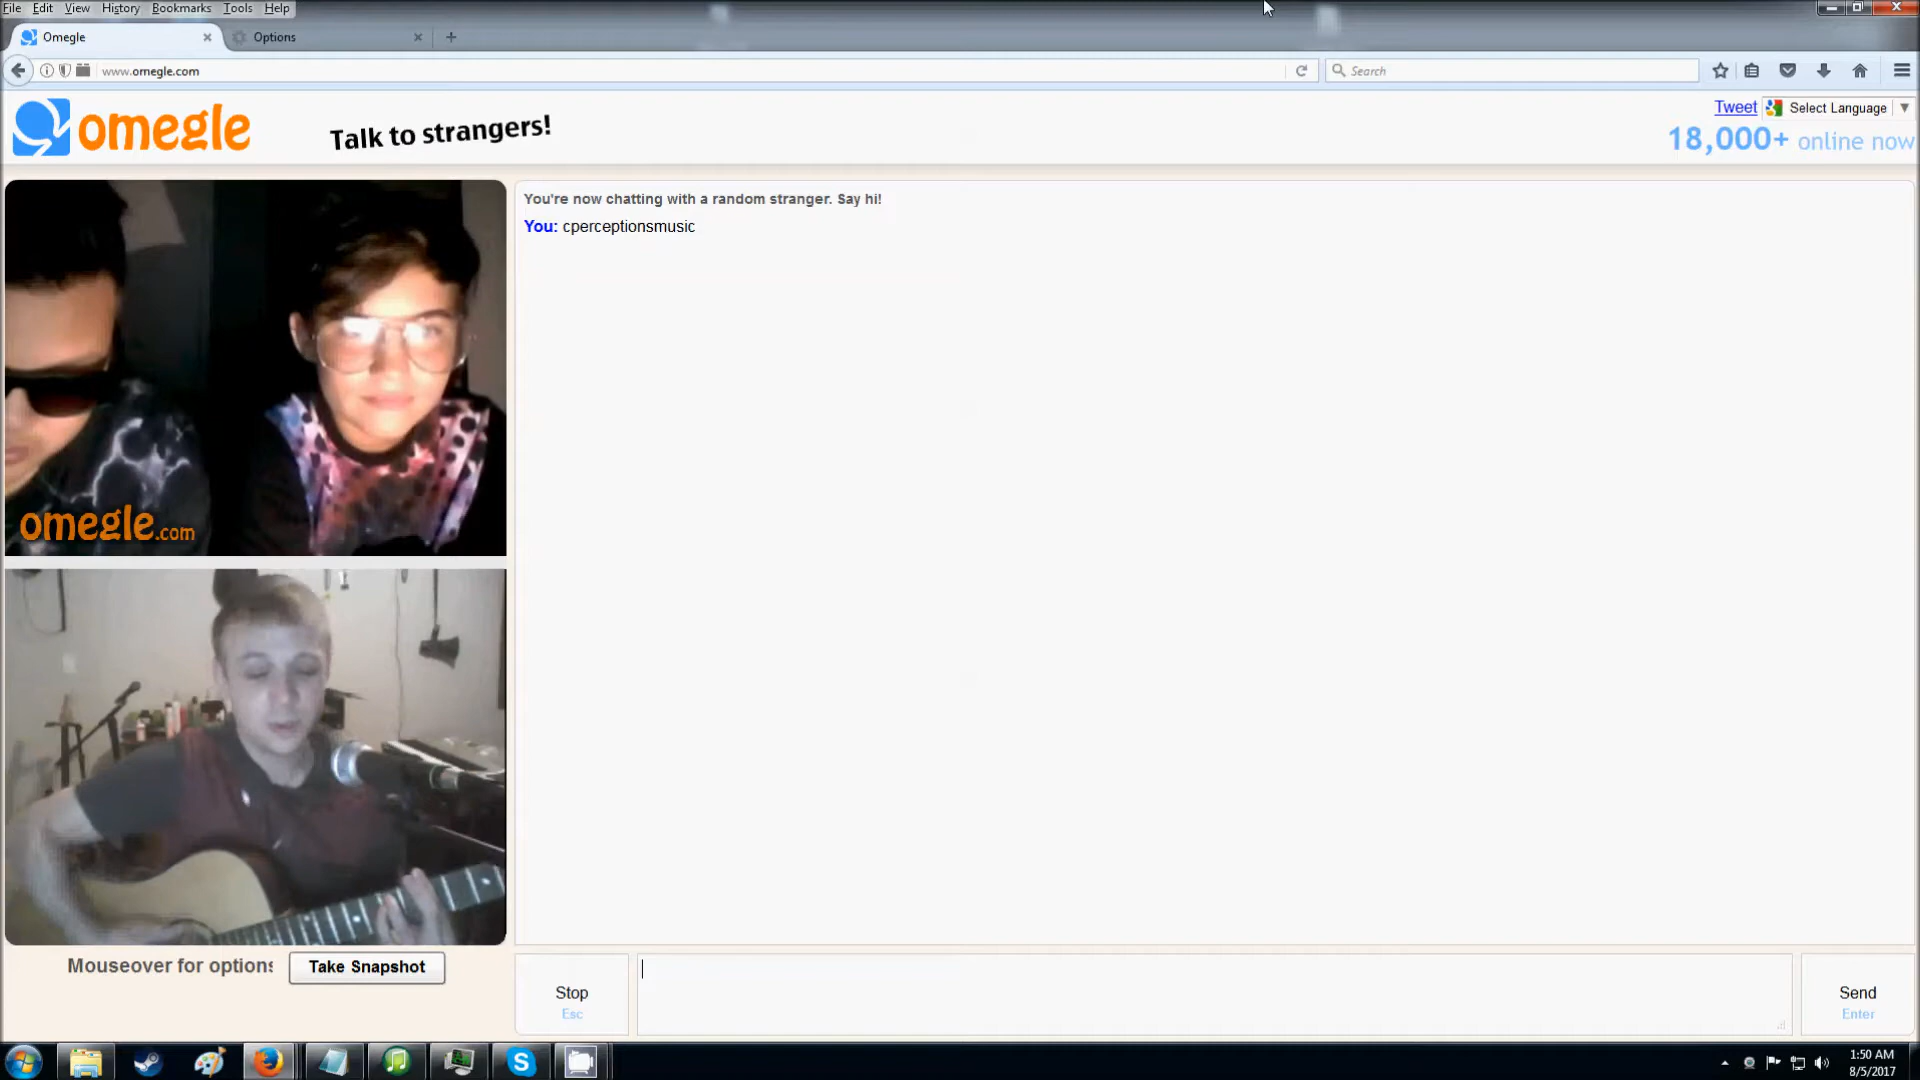 File Edit View History Bookmarks Tools Help
Omegle
Options
www.omegle.com
Search
omegle
Talk to strangers!
Tweet
Select Language
18,000+ online now
You're now chatting with a random stranger. Say hi!
You: cperceptionsmusic
omegle.com
Mouseover for options
Take Snapshot
Stop
Esc
Send
Enter
1:50 AM
8/5/2017